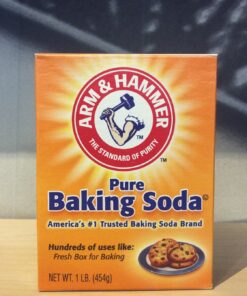 ARM & HAMMER
THE STANDARD OF PURITY
TM
TM
Pure
Baking Soda
America's #1 Trusted Baking Soda Brand
Hundreds of uses like:
Fresh Box for Baking
NET WT. 1 LB. (454g)